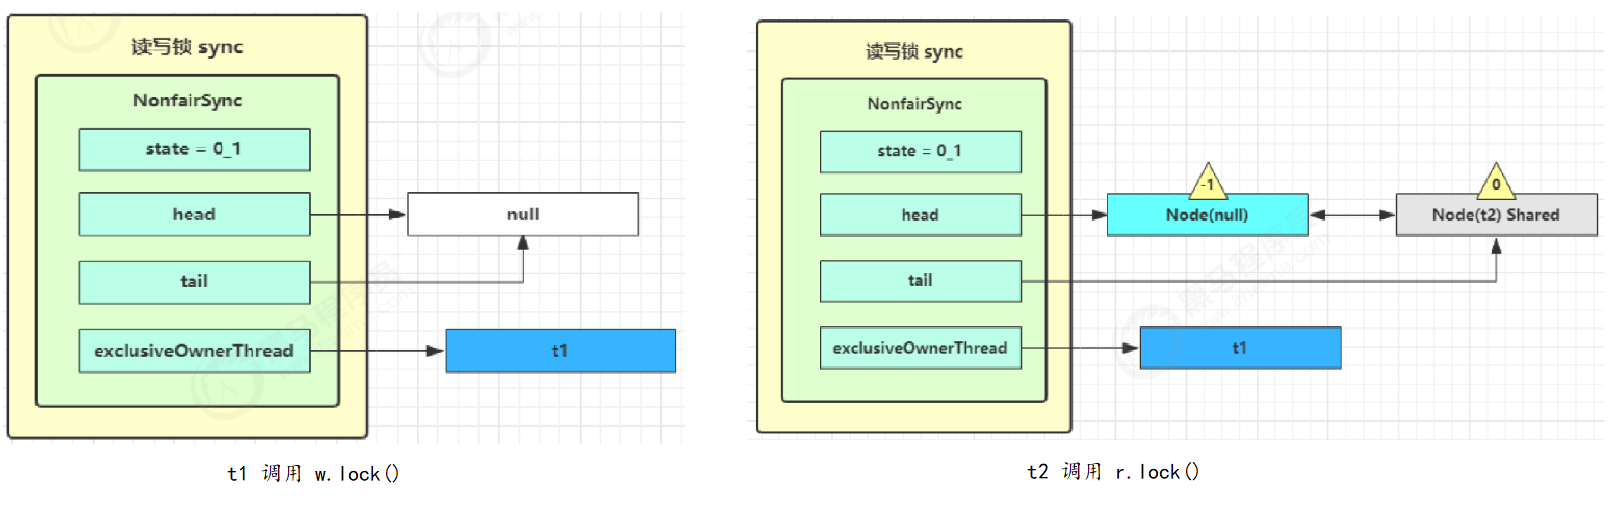 读写锁 sync
NonfairSync
state = 0_1
head
null
tail
exclusiveOwnerThread
t1
t1 调用 w.lock()
读写锁 sync
NonfairSync
state = 0_1
-1
0
head
Node(null)
Node(t2) Shared
tail
exclusiveOwnerThread
t1
t2 调用 r.lock()